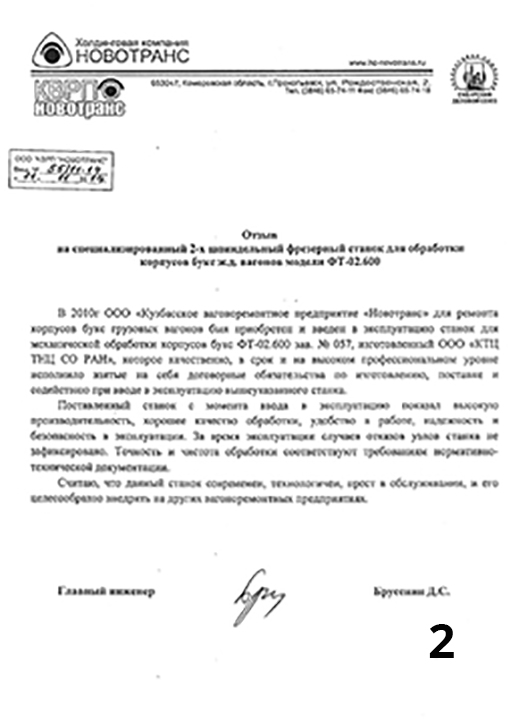 Холдинговая компания
НОВОТРАНС
www.hc-novotrans.ru
КВРП
новотранс
653047, Кемеровская область, г.Прокопьевск, ул. Рождественская, 2,
Тел. (3846) 65-74-11 Факс (3846) 65-74-18
ООО "КВРП "НОВОТРАНС"
Отзыв
на специализированный 2-х шпиндельный фрезерный станок для обработки
корпусов букс ж.д. вагонов модели ФТ-02.600
В 2010г ООО «Кузбасское вагоноремонтное предприятие «Новотранс» для ремонта
корпусов букс грузовых вагонов был приобретен и введен в эксплуатацию станок для
механической обработки корпусов букс ФТ-02.600 зав. № 057, изготовленный ООО «КТЦ
ТНЦ СО РАН», которое качественно, в срок и на высоком профессиональном уровне
исполнило взятые на себя договорные обязательства по изготовлению, поставке и
содействию при вводе в эксплуатацию вышеуказанного станка.
Поставленный станок с момента ввода в эксплуатацию показал высокую
производительность, хорошее качество обработки, удобство в работе, надежность и
безопасность в эксплуатации. За время эксплуатации случаев отказов узлов станка не
зафиксировано. Точность и чистота обработки соответствуют требованиям нормативно-
технической документации.
Считаю, что данный станок современен, технологичен, прост в обслуживании, и его
целесообразно внедрять на других вагоноремонтных предприятиях.
Главный инженер
Бруссиин Д.С.
2